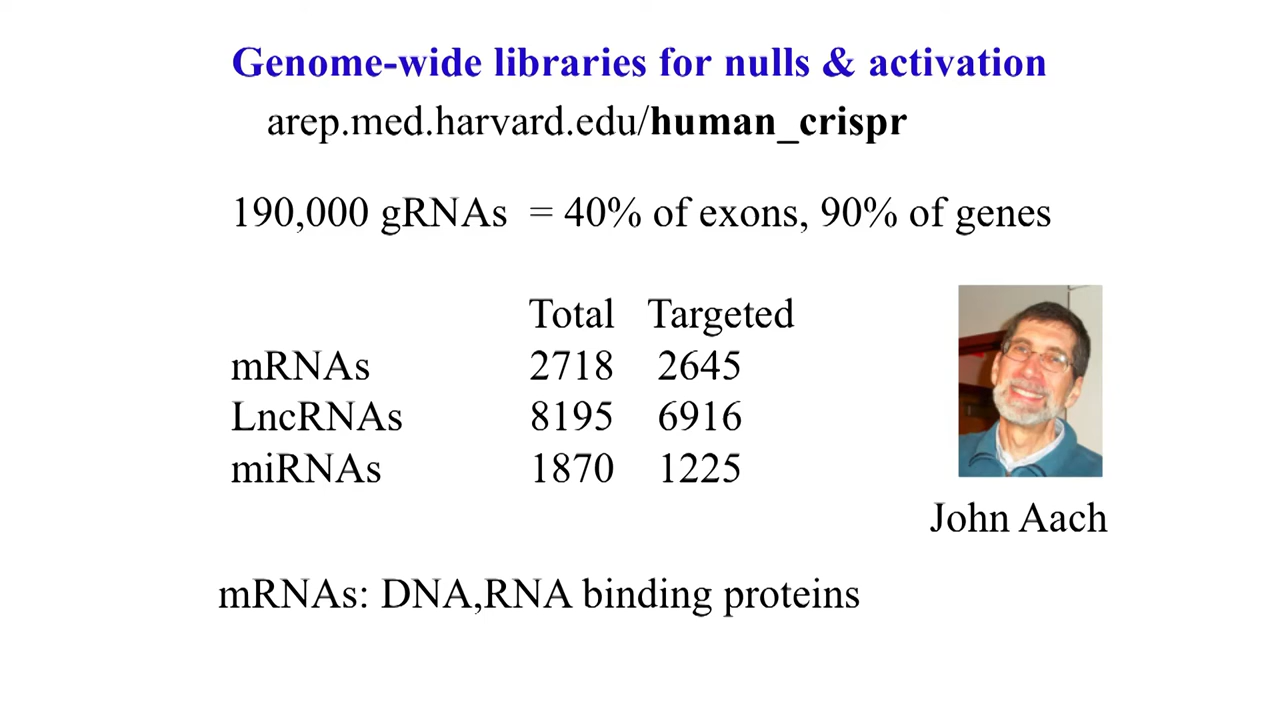 Genome-wide libraries for nulls & activation
arep.med.harvard.edu/human_crispr
190,000 gRNAs = 40% of exons, 90% of genes
Total Targeted
mRNAs 2718 2645
LncRNAs 8195 6916
miRNAs 1870 1225
John Aach
mRNAs: DNA,RNA binding proteins